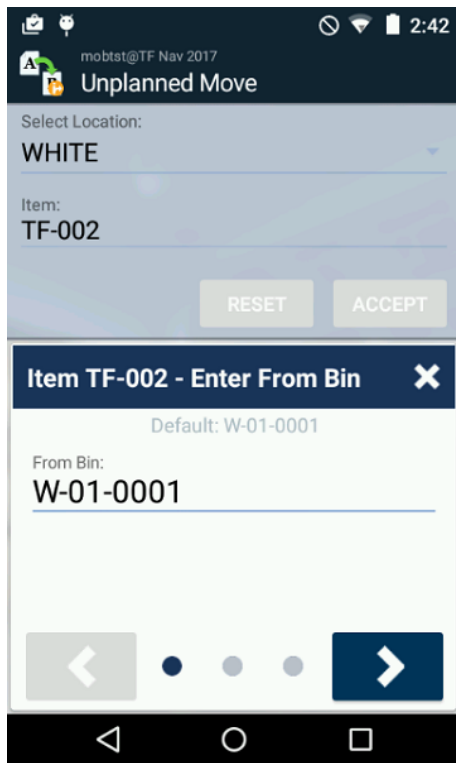 2:42
mobtst@TF Nav 2017
Unplanned Move
Select Location:
WHITE
Item:
TF-002
RESET ACCEPT
Item TF-002 - Enter From Bin
Default: W-01-0001
From Bin:
W-01-0001